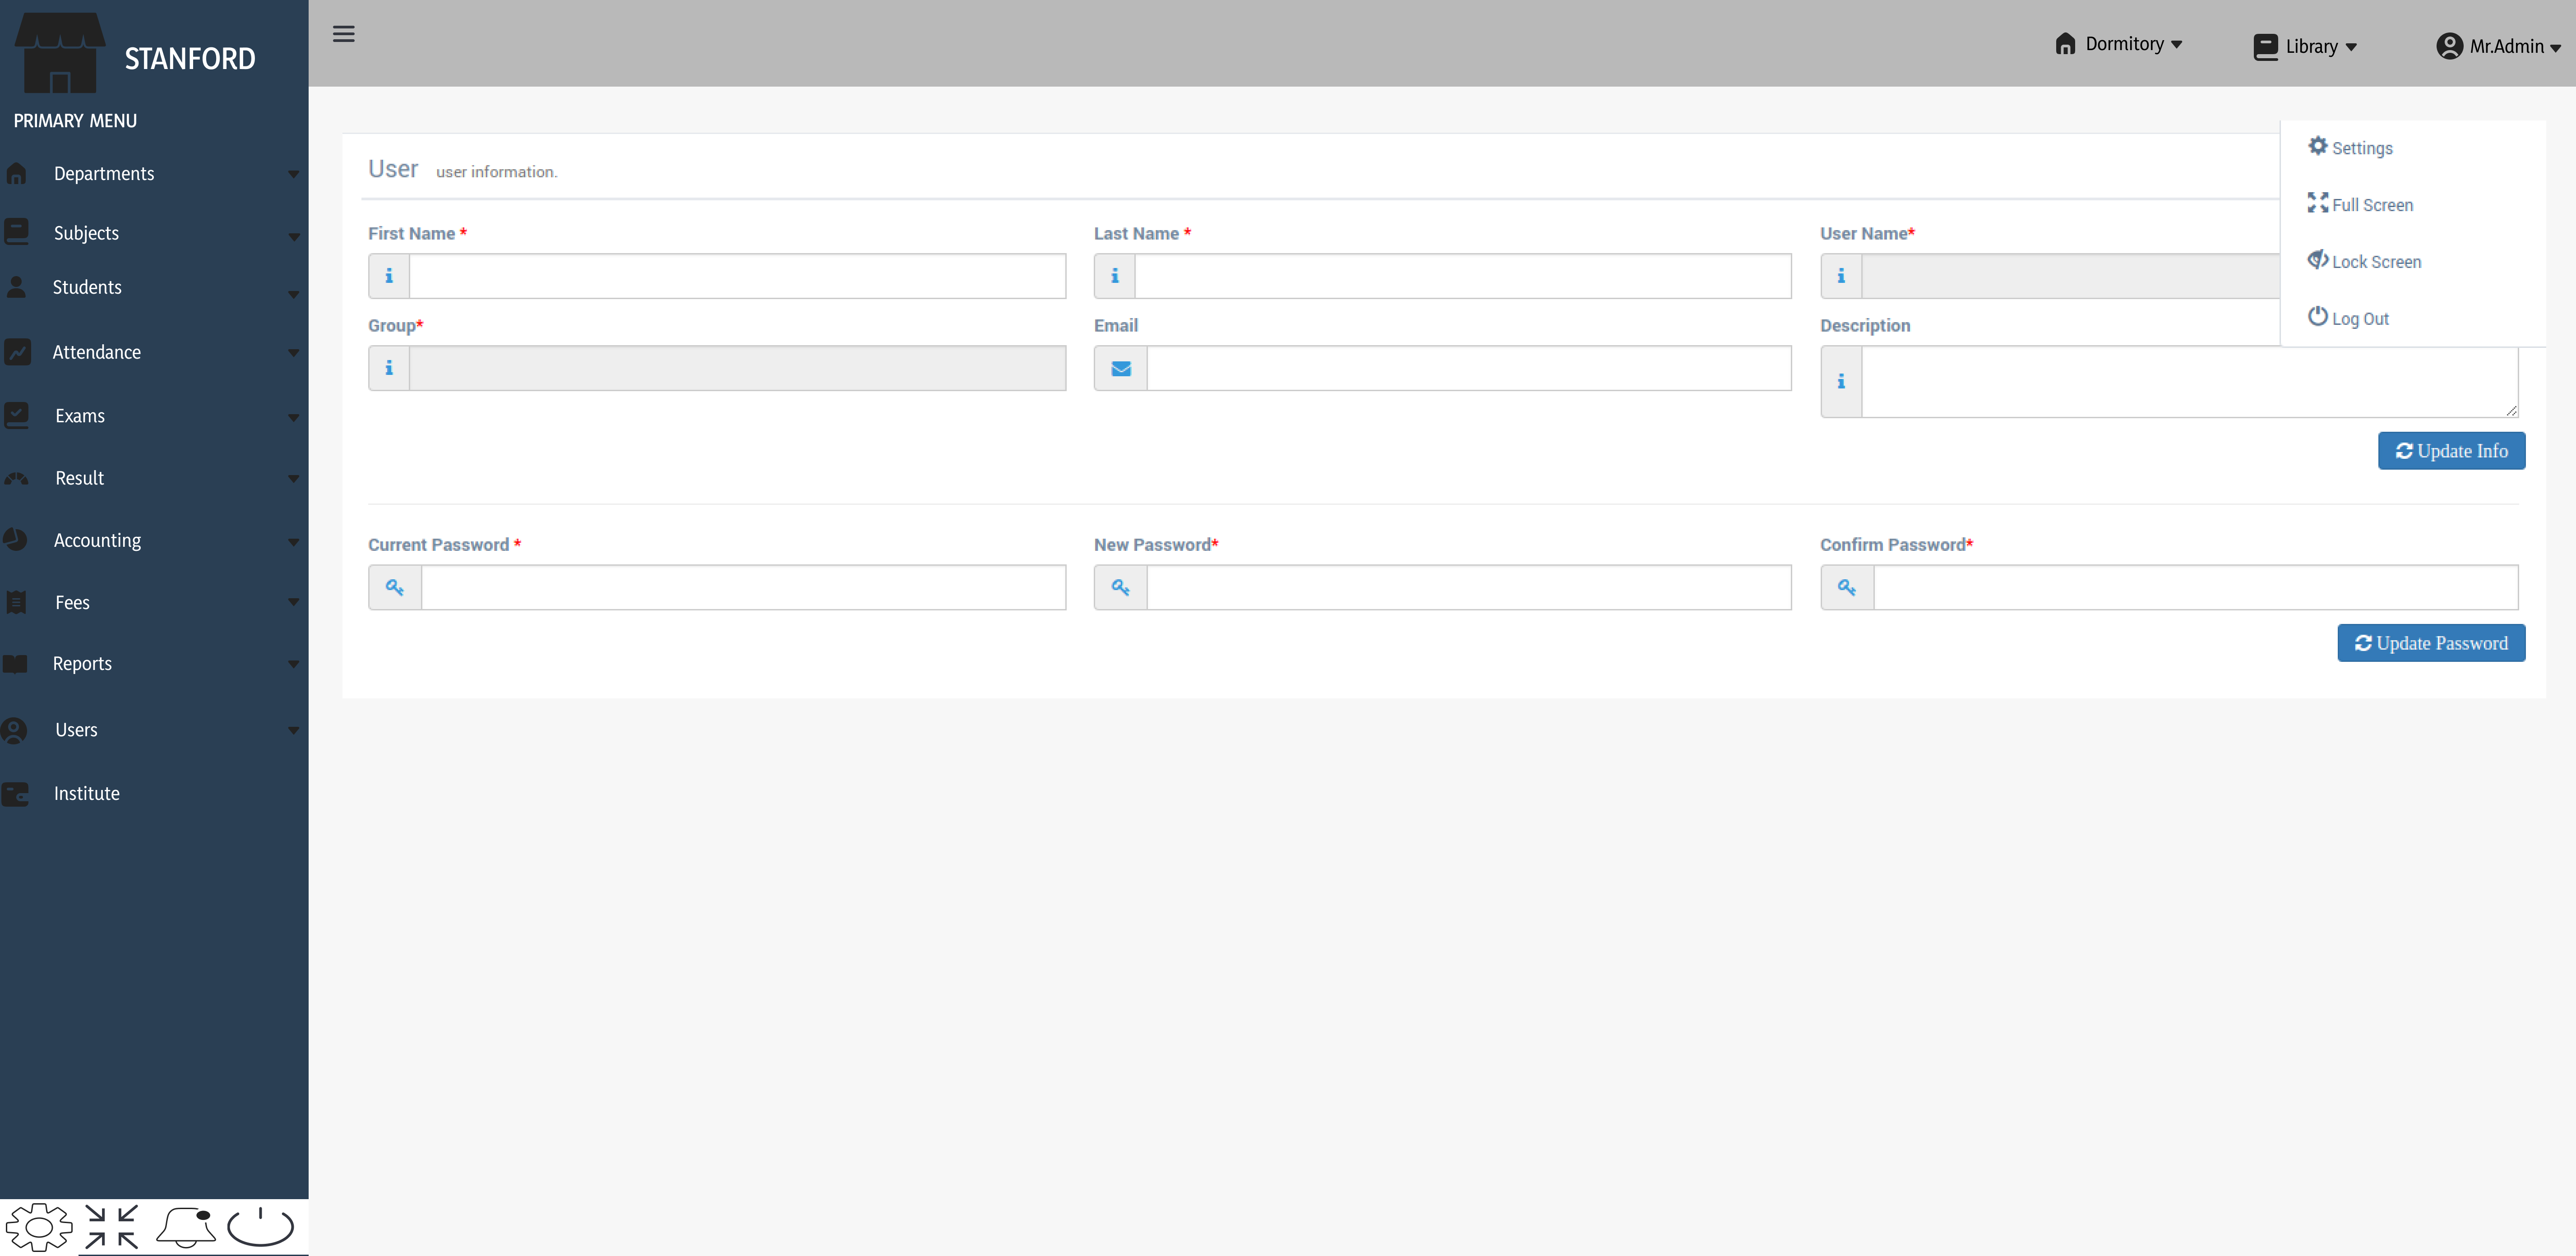 STANFORD
PRIMARY MENU
Departments
Subjects
Students
Attendance
Exams
Result
Accounting
Fees
Reports
Users
Institute
Dormitory
Library
Mr.Admin
Settings
Full Screen
Lock Screen
Log Out
User user information.
First Name *
Last Name *
User Name*
Group*
Email
Description
Update Info
Current Password *
New Password*
Confirm Password*
Update Password